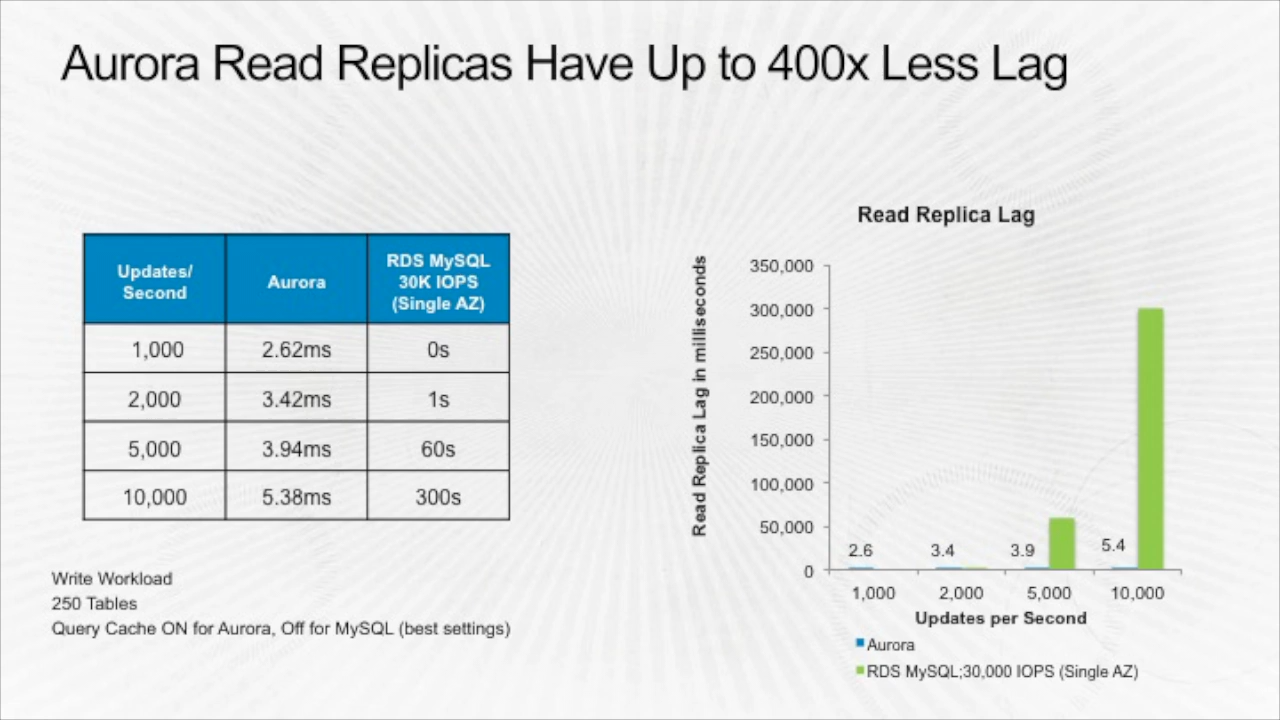 Aurora Read Replicas Have Up to 400x Less Lag
Updates/
Second
Aurora
RDS MySQL
30K IOPS
(Single AZ)
1,000 2.62ms 0s
2,000 3.42ms 1s
5,000 3.94ms 60s
10,000 5.38ms 300s
Write Workload
250 Tables
Query Cache ON for Aurora, Off for MySQL (best settings)
Read Replica Lag
Read Replica Lag in milliseconds
350,000
300,000
250,000
200,000
150,000
100,000
50,000
0
2.6 3.4 3.9 5.4
1,000 2,000 5,000 10,000
Updates per Second
Aurora
RDS MySQL;30,000 IOPS (Single AZ)